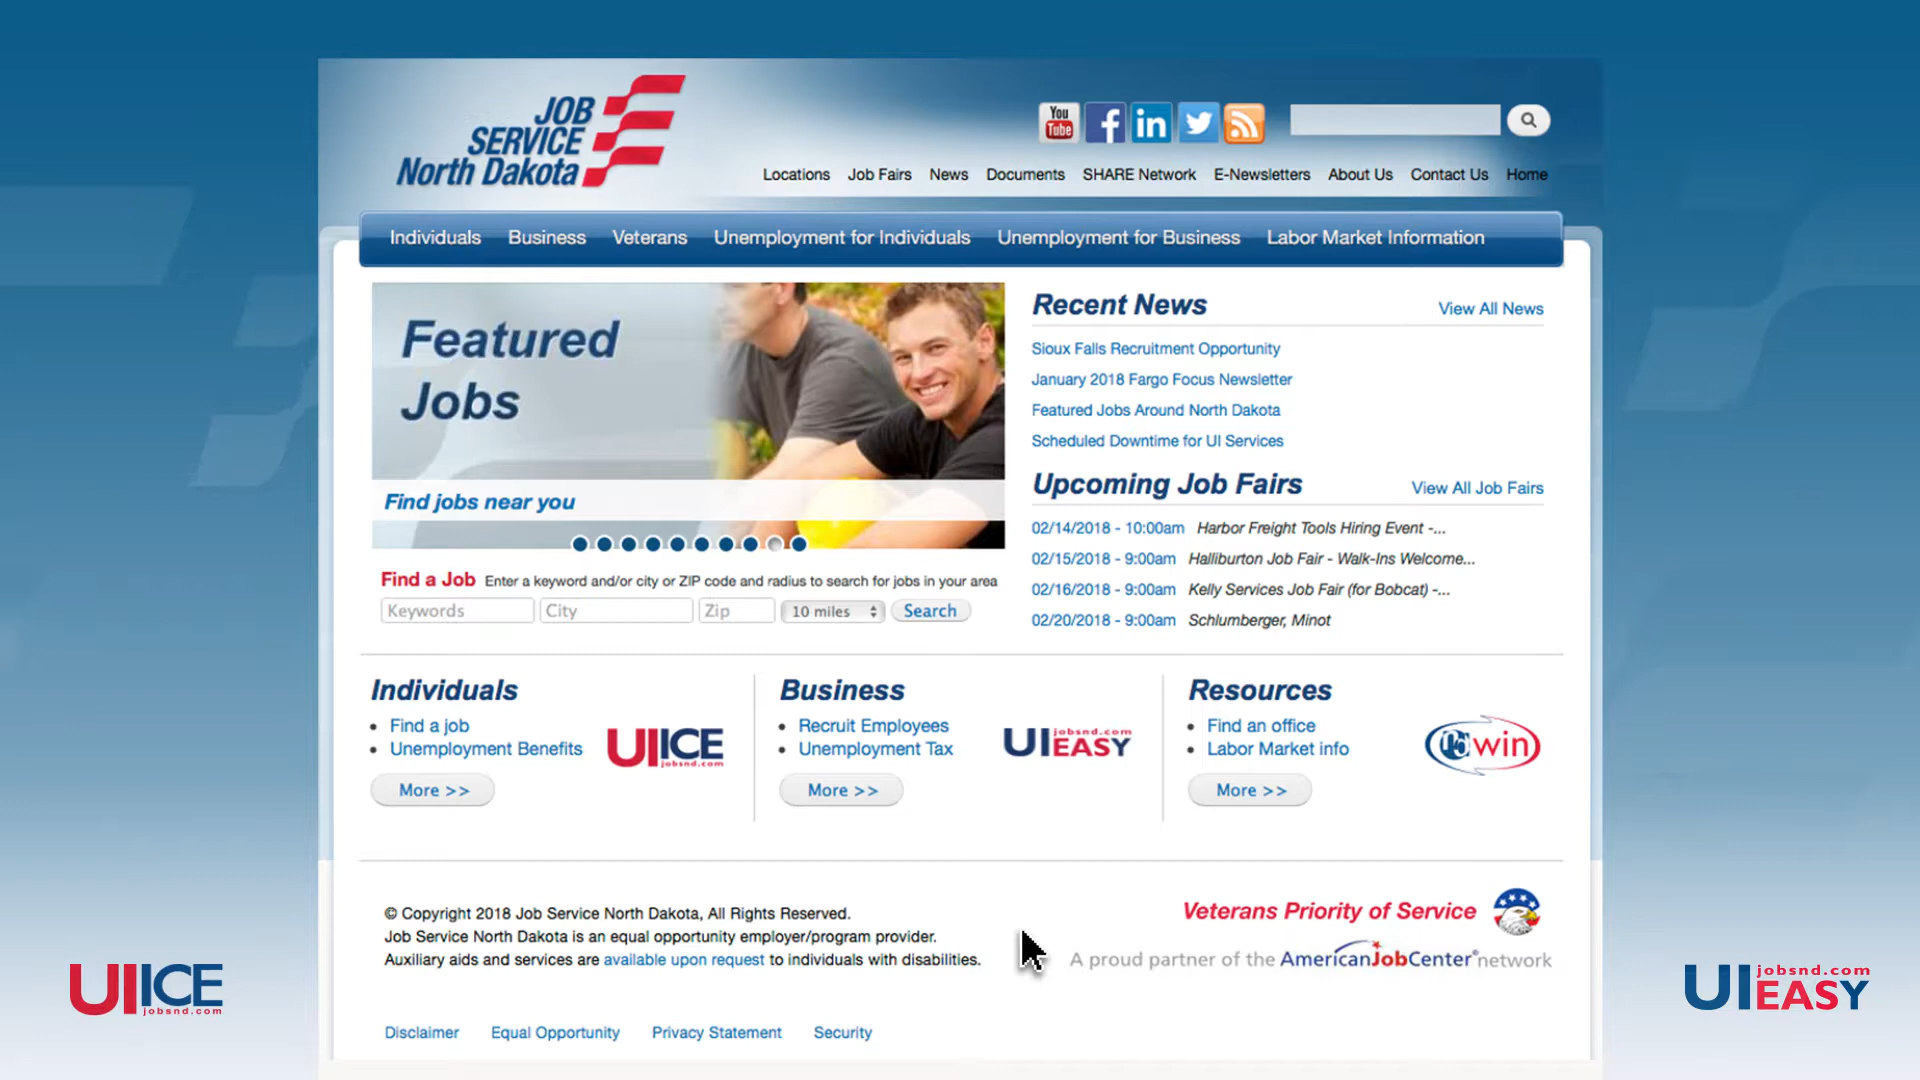 JOB
SERVICE
North Dakota
You
Tube
f
in
Locations Job Fairs News Documents SHARE Network E-Newsletters About Us Contact Us Home
Individuals Business Veterans Unemployment for Individuals Unemployment for Business Labor Market Information
Featured
Jobs
Find jobs near you
Find a Job Enter a keyword and/or city or ZIP code and radius to search for jobs in your area
Keywords City Zip 10 miles Search
Recent News View All News
Sioux Falls Recruitment Opportunity
January 2018 Fargo Focus Newsletter
Featured Jobs Around North Dakota
Scheduled Downtime for UI Services
Upcoming Job Fairs View All Job Fairs
02/14/2018 - 10:00am Harbor Freight Tools Hiring Event -...
02/15/2018 - 9:00am Halliburton Job Fair - Walk-Ins Welcome...
02/16/2018 - 9:00am Kelly Services Job Fair (for Bobcat) -...
02/20/2018 - 9:00am Schlumberger, Minot
Individuals
Find a job
Unemployment Benefits
More >>
UIICE
jobsnd.com
Business
Recruit Employees
Unemployment Tax
More >>
jobsnd.com
UIEASY
Resources
Find an office
Labor Market info
More >>
win
© Copyright 2018 Job Service North Dakota, All Rights Reserved.
Job Service North Dakota is an equal opportunity employer/program provider.
Auxiliary aids and services are available upon request to individuals with disabilities.
Veterans Priority of Service
A proud partner of the AmericanJobCenter® network
Disclaimer Equal Opportunity Privacy Statement Security
UIICE
jobsnd.com
jobsnd.com
UIEASY